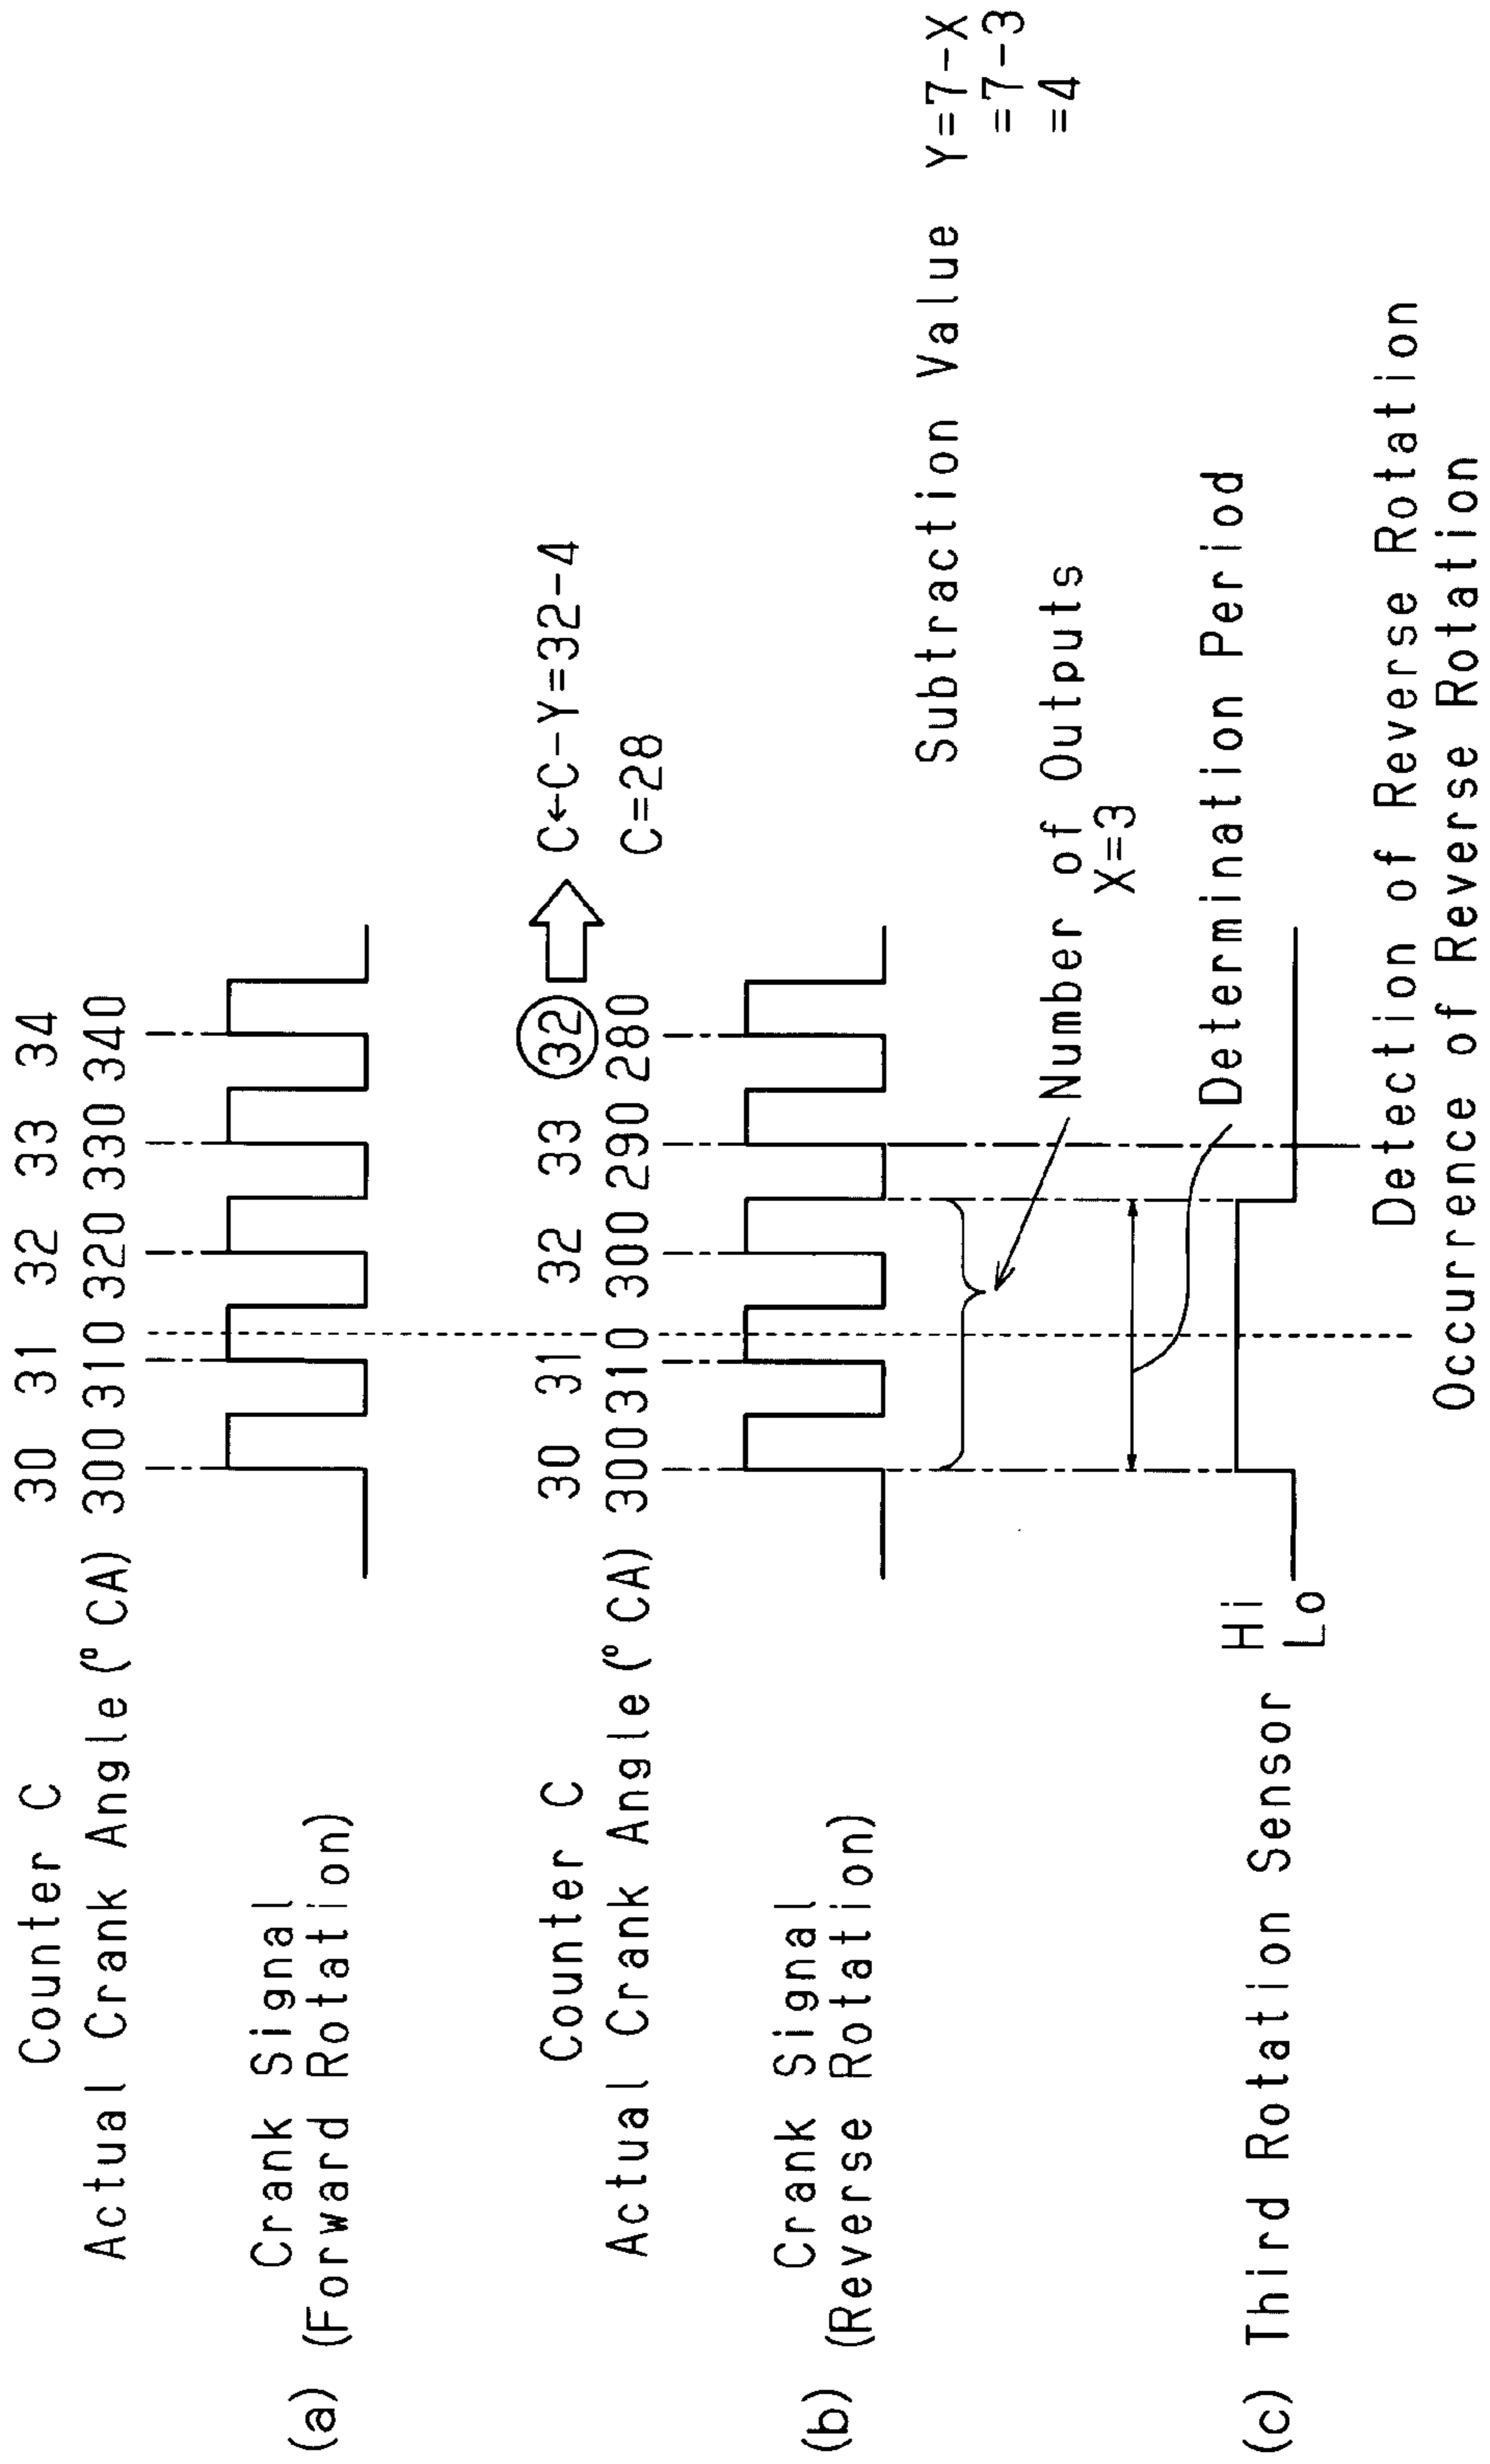 Counter C 30 31 32 33 34
Actual Crank Angle (° CA) 300 310 320 330 340
Crank Signal
(a) (Forward Rotation)
Counter C 30 31 32 33 32 C←C-Y=32-4
Actual Crank Angle (° CA) 300 310 300 290 280
C=28
Crank Signal
(b) (Reverse Rotation)
Subtraction Value Y=7-X
=7-3
=4
Number of Outputs
X=3
Determination Period
(c) Third Rotation Sensor
Hi
Lo
Detection of Reverse Rotation
Occurrence of Reverse Rotation